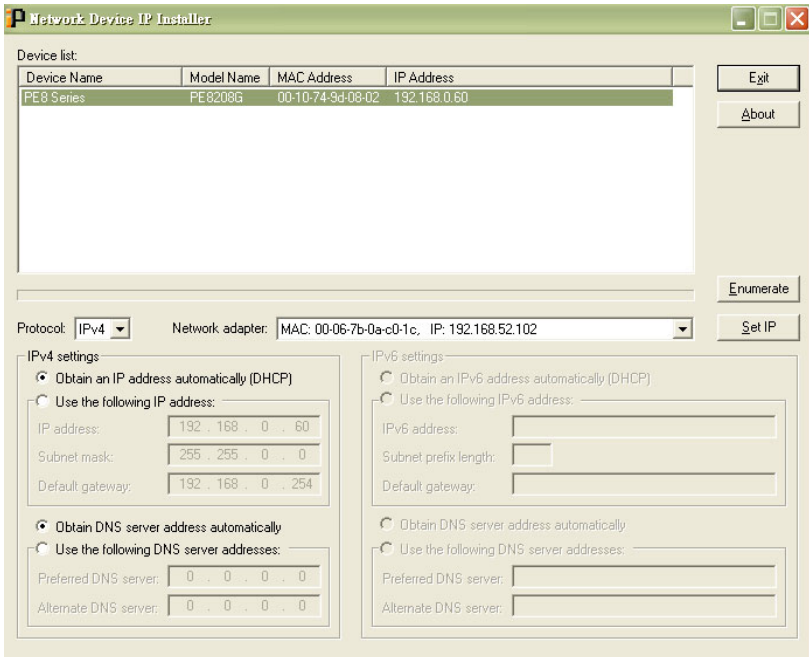 Network Device IP Installer
Device list:
Device Name Model Name MAC Address IP Address
PE8 Series PE8208G 00-10-74-9d-08-02 192.168.0.60
Exit
About
Enumerate
Protocol: IPv4 Network adapter: MAC: 00-06-7b-0a-c0-1c, IP: 192.168.52.102 Set IP
IPv4 settings
Obtain an IP address automatically (DHCP)
Use the following IP address:
IP address: 192 . 168 . 0 . 60
Subnet mask: 255 . 255 . 0 . 0
Default gateway: 192 . 168 . 0 . 254
Obtain DNS server address automatically
Use the following DNS server addresses:
Preferred DNS server: 0 . 0 . 0 . 0
Alternate DNS server: 0 . 0 . 0 . 0
IPv6 settings
Obtain an IPv6 address automatically (DHCP)
Use the following IPv6 address:
IPv6 address:
Subnet prefix length:
Default gateway:
Obtain DNS server address automatically
Use the following DNS server addresses:
Preferred DNS server:
Alternate DNS server: